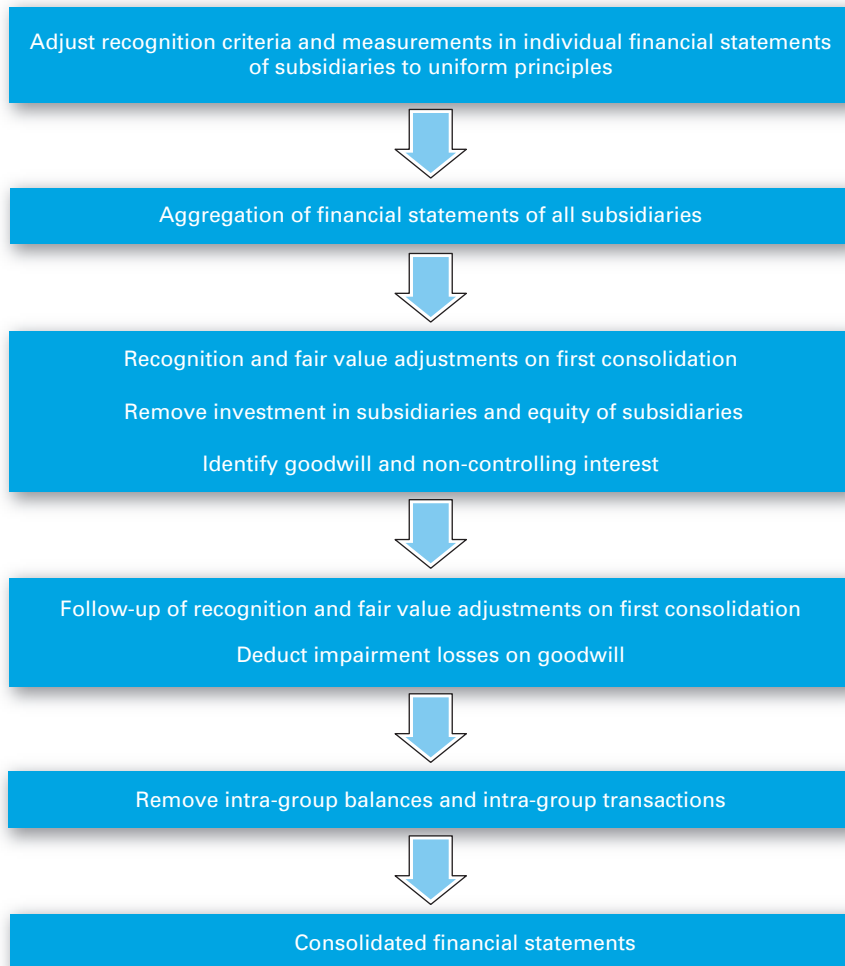 Adjust recognition criteria and measurements in individual financial statements
of subsidiaries to uniform principles
Aggregation of financial statements of all subsidiaries
Recognition and fair value adjustments on first consolidation
Remove investment in subsidiaries and equity of subsidiaries
Identify goodwill and non-controlling interest
Follow-up of recognition and fair value adjustments on first consolidation
Deduct impairment losses on goodwill
Remove intra-group balances and intra-group transactions
Consolidated financial statements